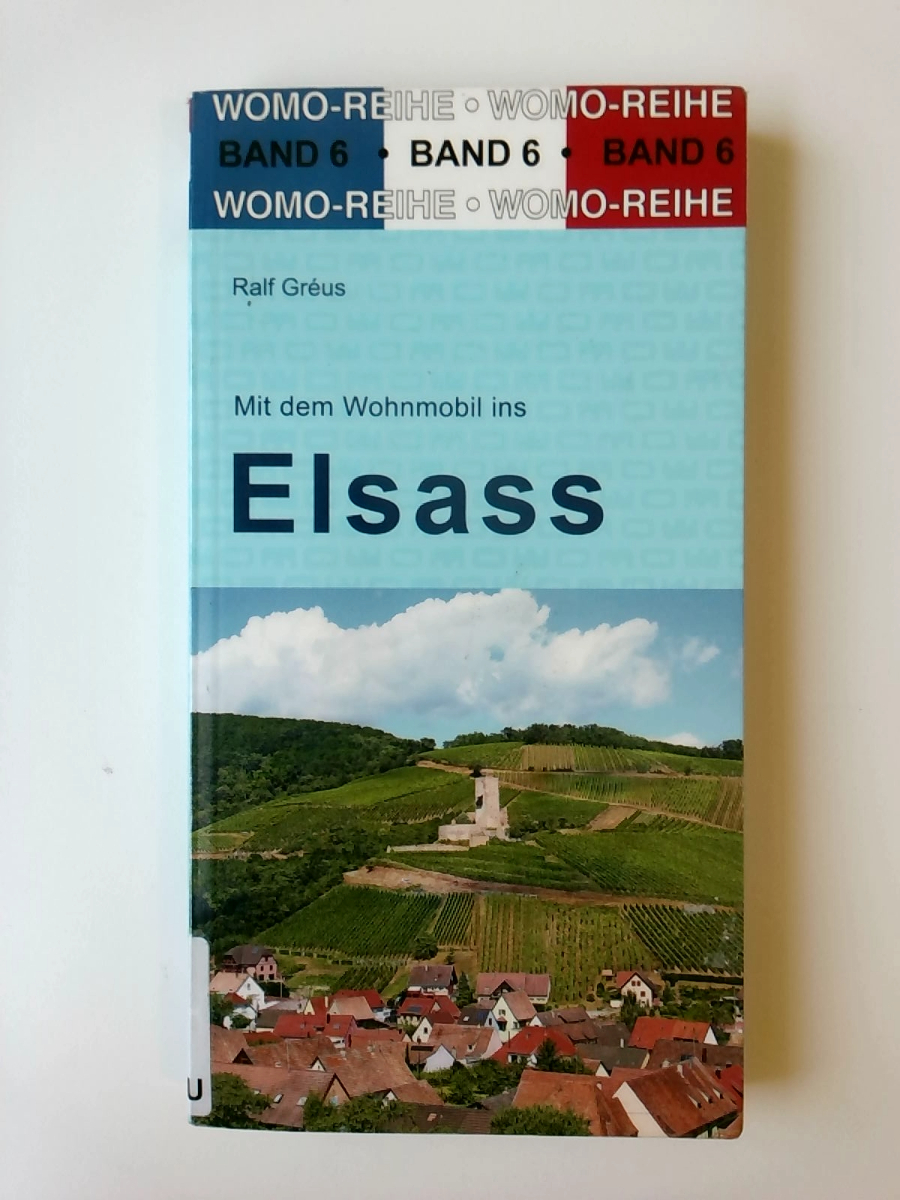 WOMO-REIHE ○ WOMO-REIHE
BAND 6 • BAND 6 • BAND 6
WOMO-REIHE ○ WOMO-REIHE
Ralf Gréus
Mit dem Wohnmobil ins
Elsass
U